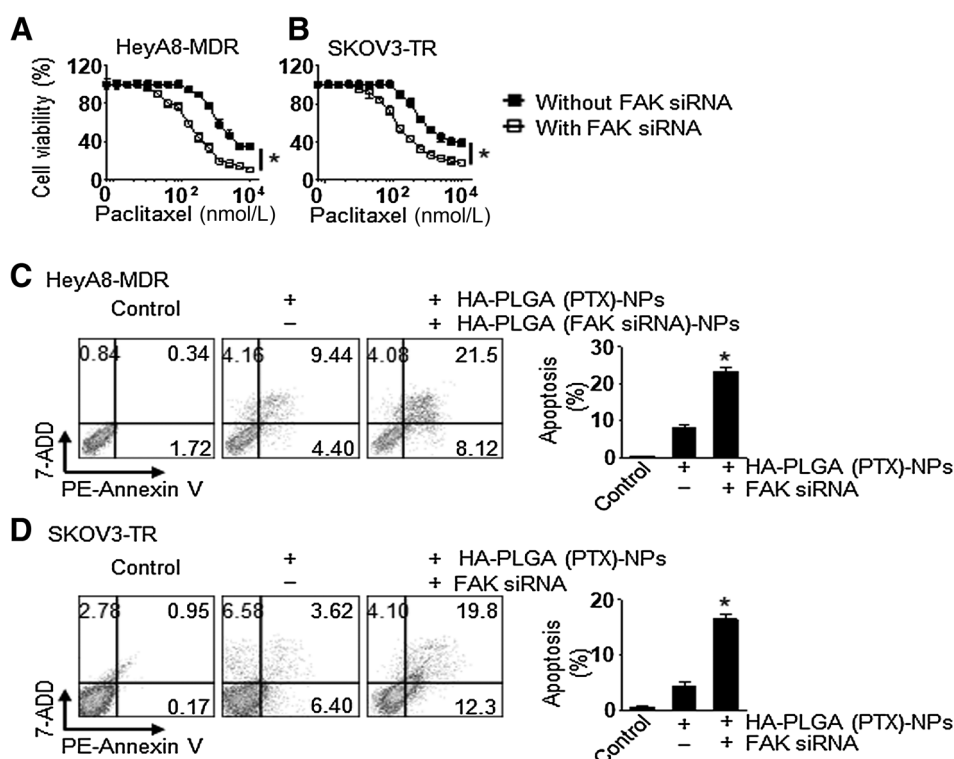 A
HeyA8-MDR
Cell viability (%)
120
80
40
0
*
0 10² 10⁴
Paclitaxel (nmol/L)
B
SKOV3-TR
120
80
40
0
*
0 10² 10⁴
Paclitaxel (nmol/L)
Without FAK siRNA
With FAK siRNA
C
HeyA8-MDR
Control
+ + HA-PLGA (PTX)-NPs
− + HA-PLGA (FAK siRNA)-NPs
0.84 0.34
1.72
4.16 9.44
4.40
4.08 21.5
8.12
7-ADD
PE-Annexin V
Apoptosis
(%)
30
20
10
0
*
Control
+ + HA-PLGA (PTX)-NPs
− + FAK siRNA
D
SKOV3-TR
Control
+ + HA-PLGA (PTX)-NPs
− + FAK siRNA
2.78 0.95
0.17
6.58 3.62
6.40
4.10 19.8
12.3
7-ADD
PE-Annexin V
Apoptosis
(%)
20
10
0
*
Control
+ + HA-PLGA (PTX)-NPs
− + FAK siRNA